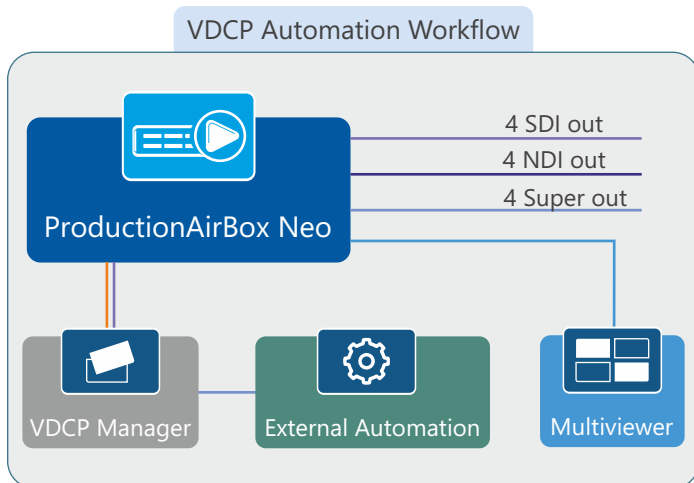 VDCP Automation Workflow
4 SDI out
4 NDI out
4 Super out
ProductionAirBox Neo
VDCP Manager
External Automation
Multiviewer